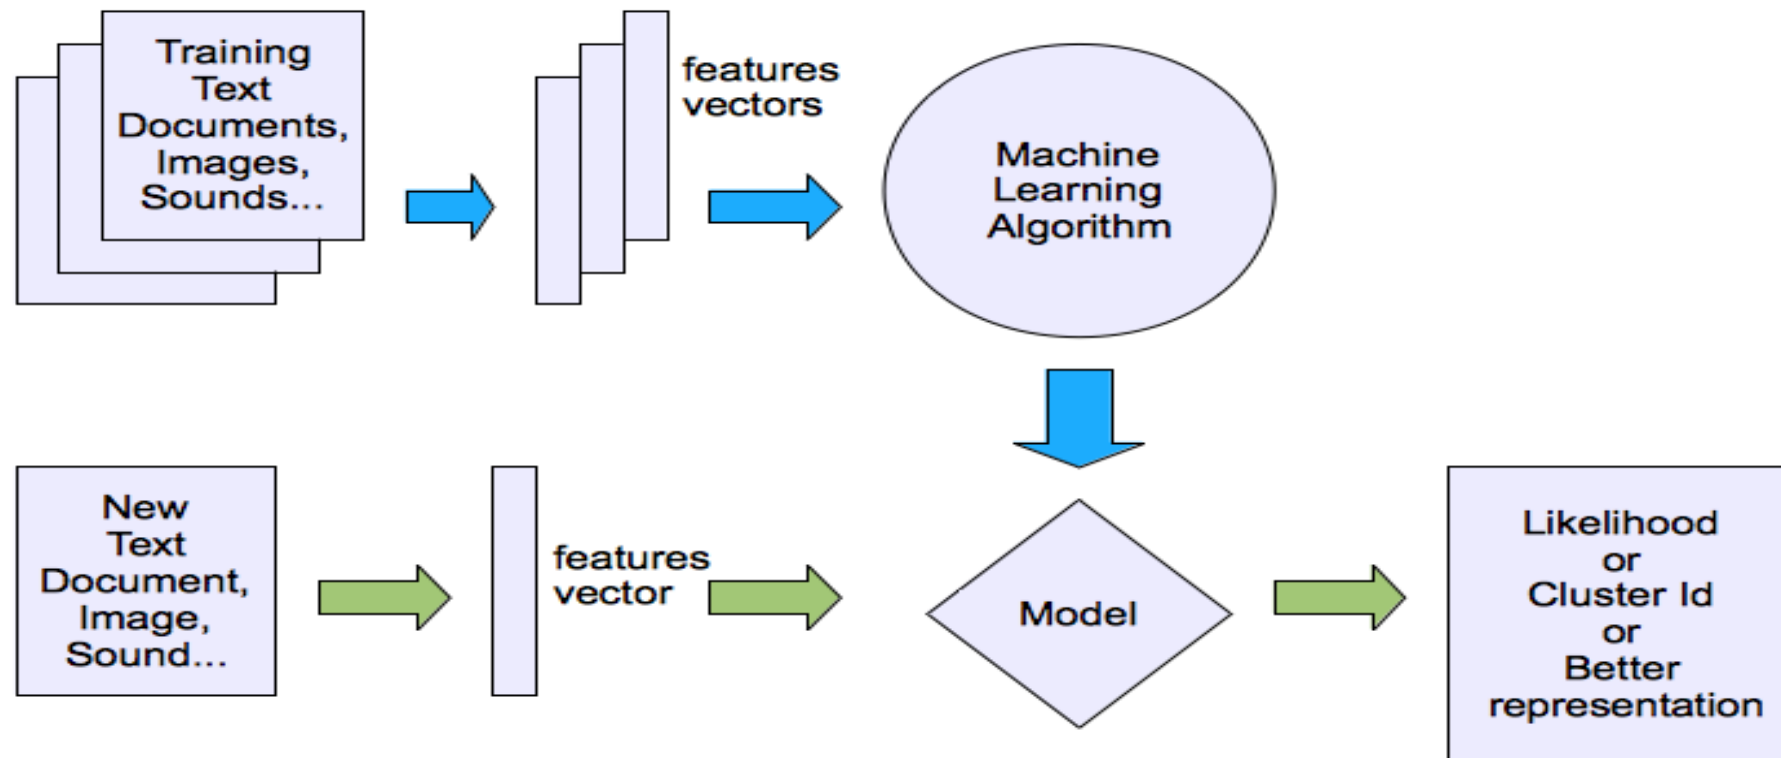 Training
Text
Documents,
Images,
Sounds...
features
vectors
Machine
Learning
Algorithm
New
Text
Document,
Image,
Sound...
features
vector
Model
Likelihood
or
Cluster Id
or
Better
representation